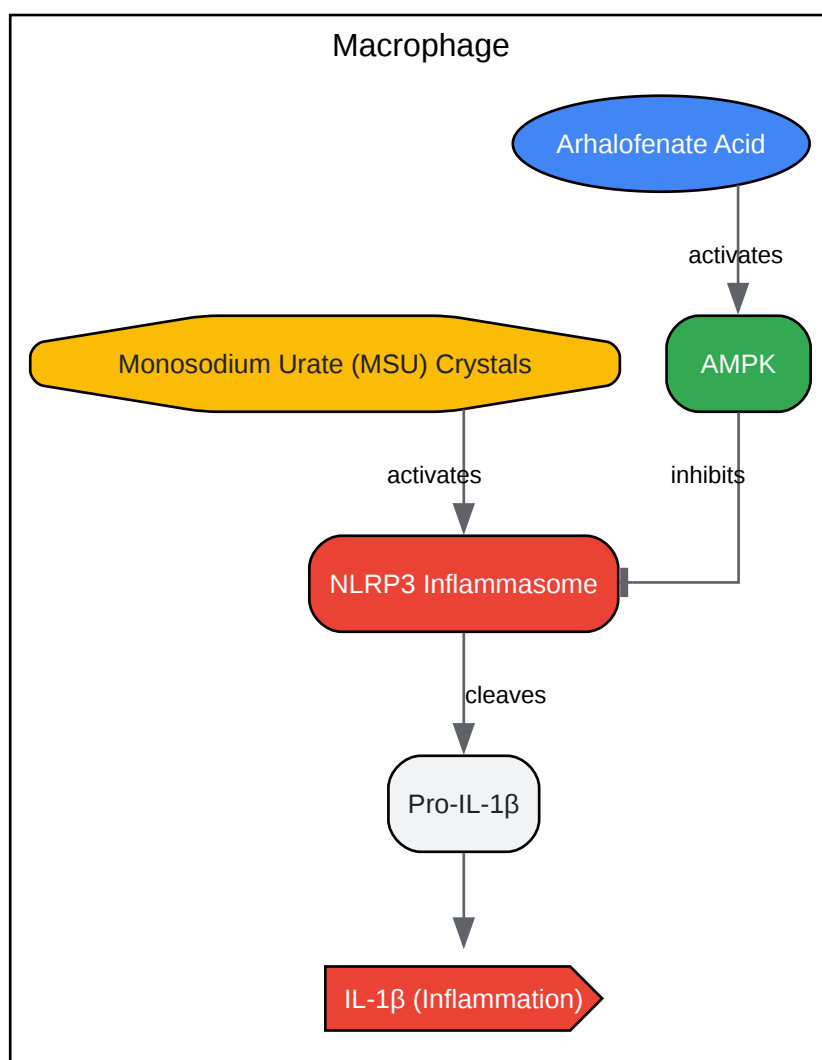 Macrophage
Arhalofenate Acid
activates
Monosodium Urate (MSU) Crystals
AMPK
activates
inhibits
NLRP3 Inflammasome
cleaves
Pro-IL-1β
IL-1β (Inflammation)